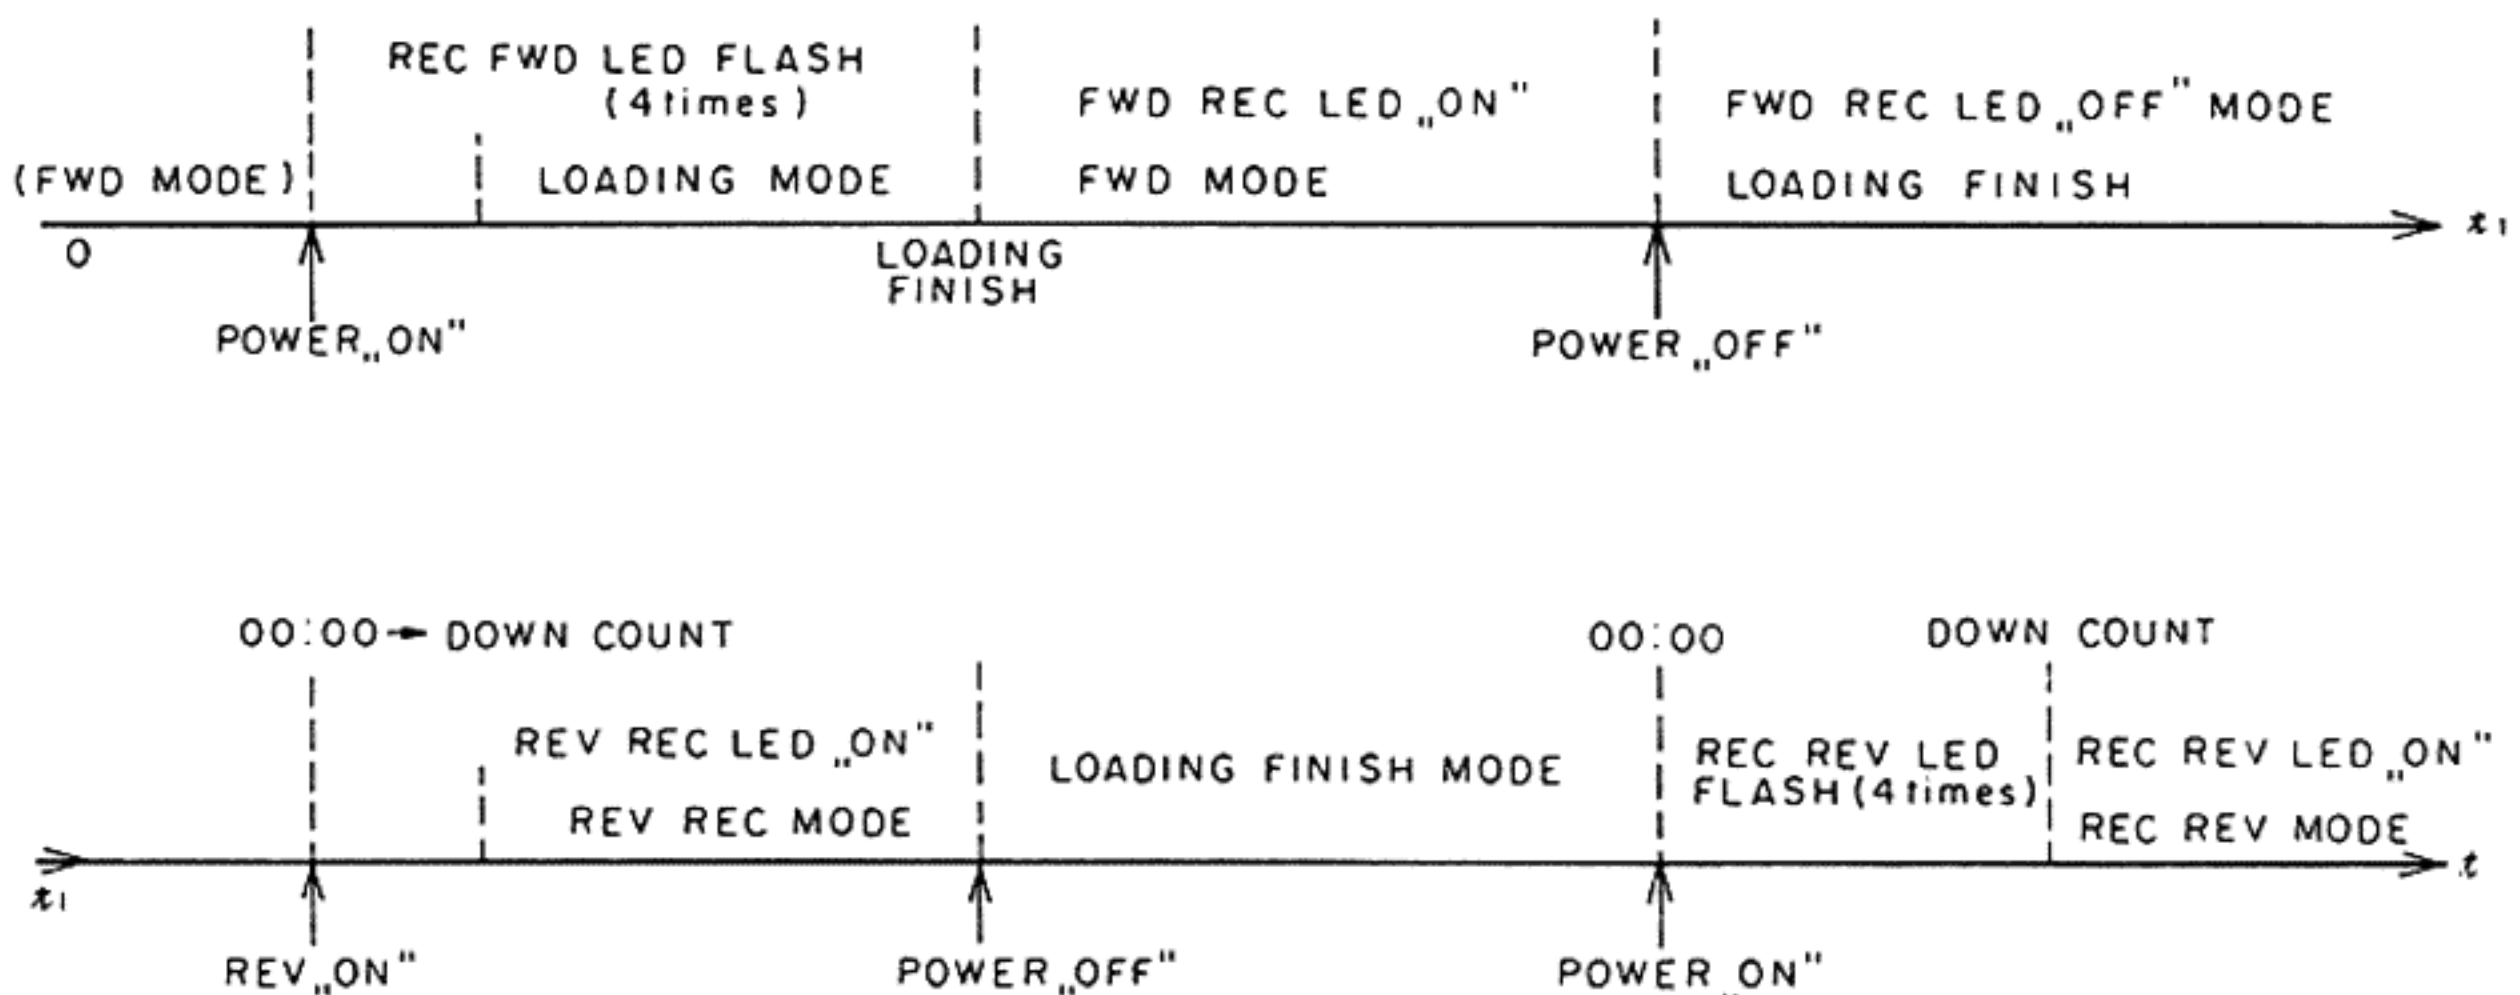 REC FWD LED FLASH
(4times)
FWD REC LED „ON"
FWD REC LED „OFF" MODE
(FWD MODE)
LOADING MODE
FWD MODE
LOADING FINISH
0
LOADING
FINISH
t1
POWER „ON"
POWER „OFF"
00:00 → DOWN COUNT
00:00
DOWN COUNT
REV REC LED „ON"
REV REC MODE
LOADING FINISH MODE
REC REV LED
FLASH (4times)
REC REV LED „ON"
REC REV MODE
t1
t
REV „ON"
POWER „OFF"
POWER „ON"